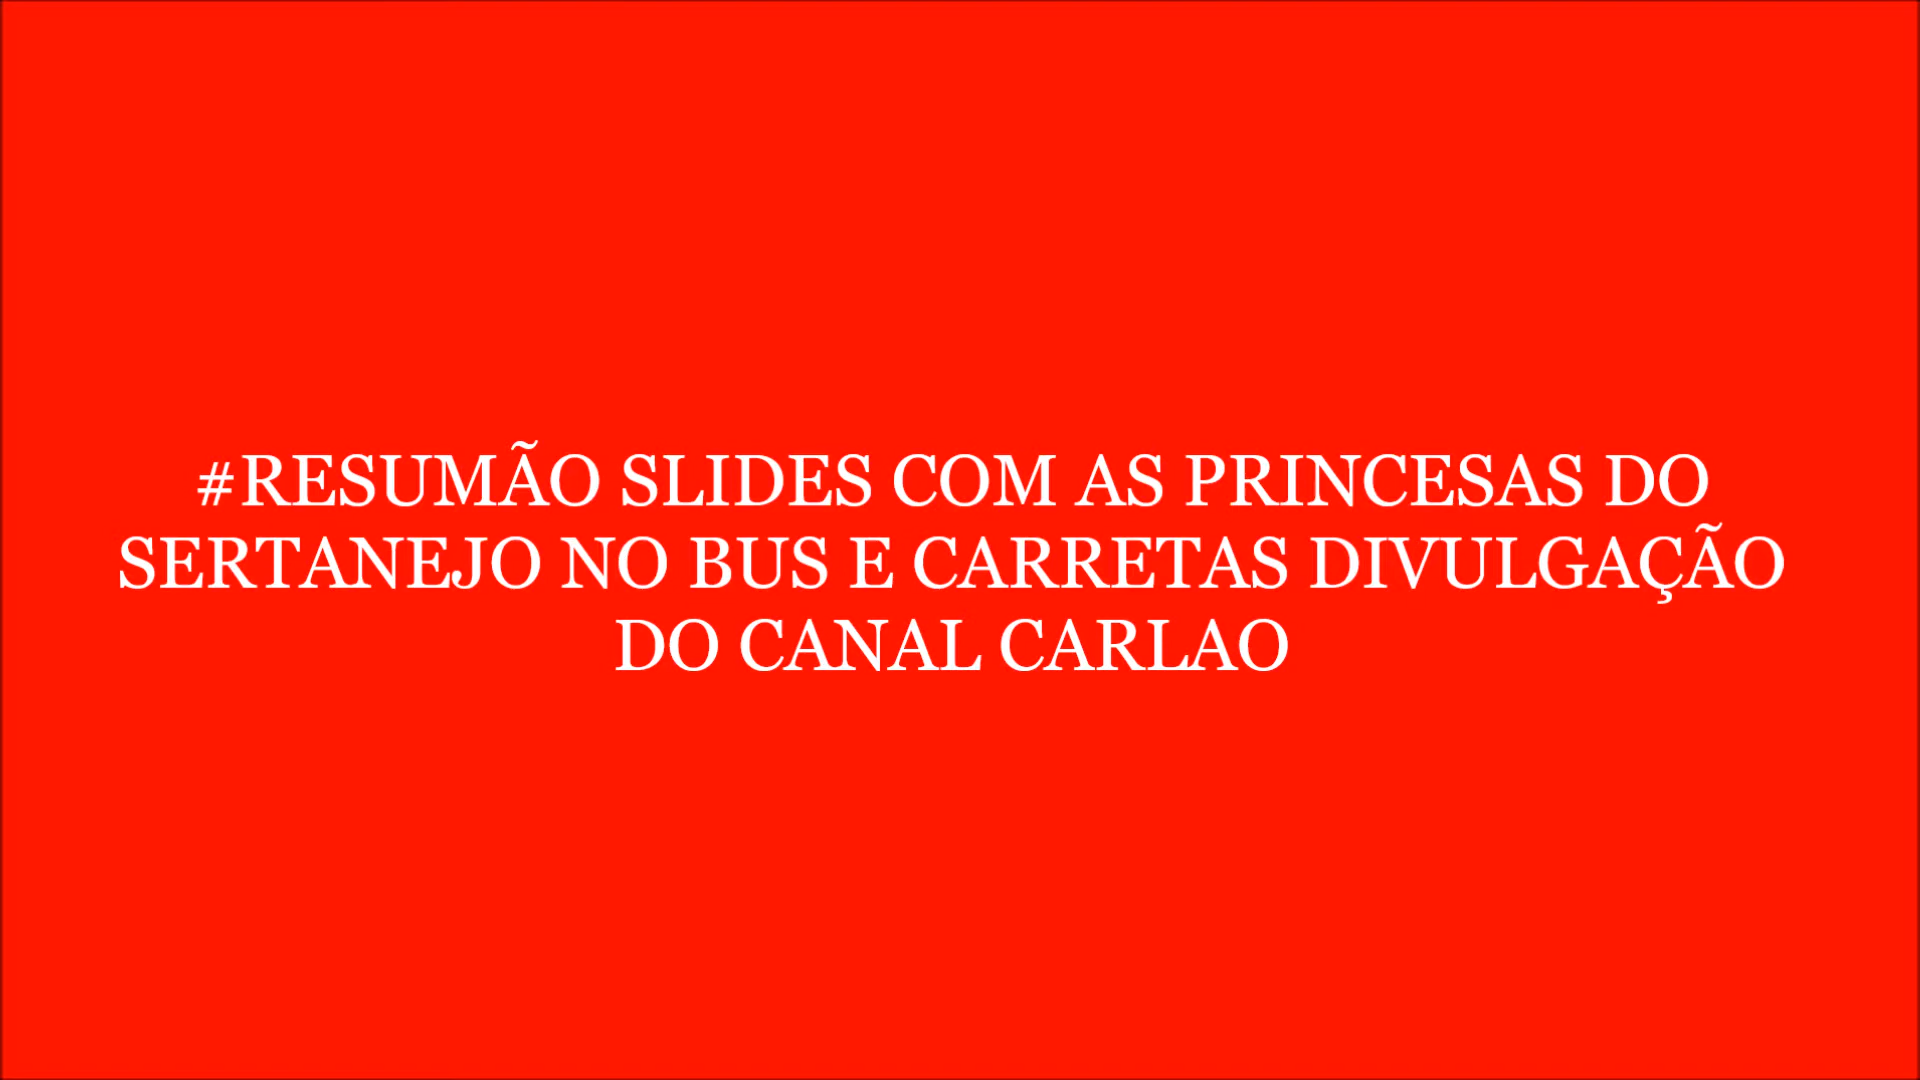 #RESUMÃO SLIDES COM AS PRINCESAS DO
SERTANEJO NO BUS E CARRETAS DIVULGAÇÃO
DO CANAL CARLAO